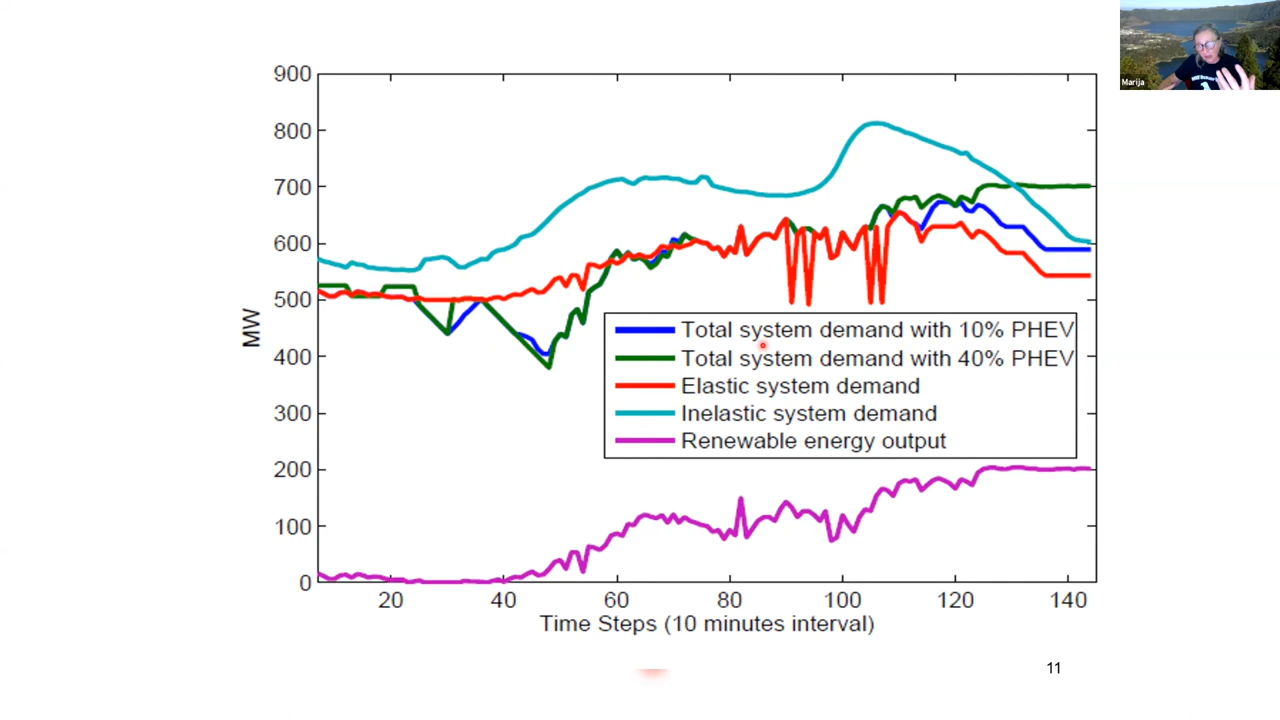 Marija
900
800
700
600
500
400
300
200
100
0
MW
Total system demand with 10% PHEV
Total system demand with 40% PHEV
Elastic system demand
Inelastic system demand
Renewable energy output
20 40 60 80 100 120 140
Time Steps (10 minutes interval)
11